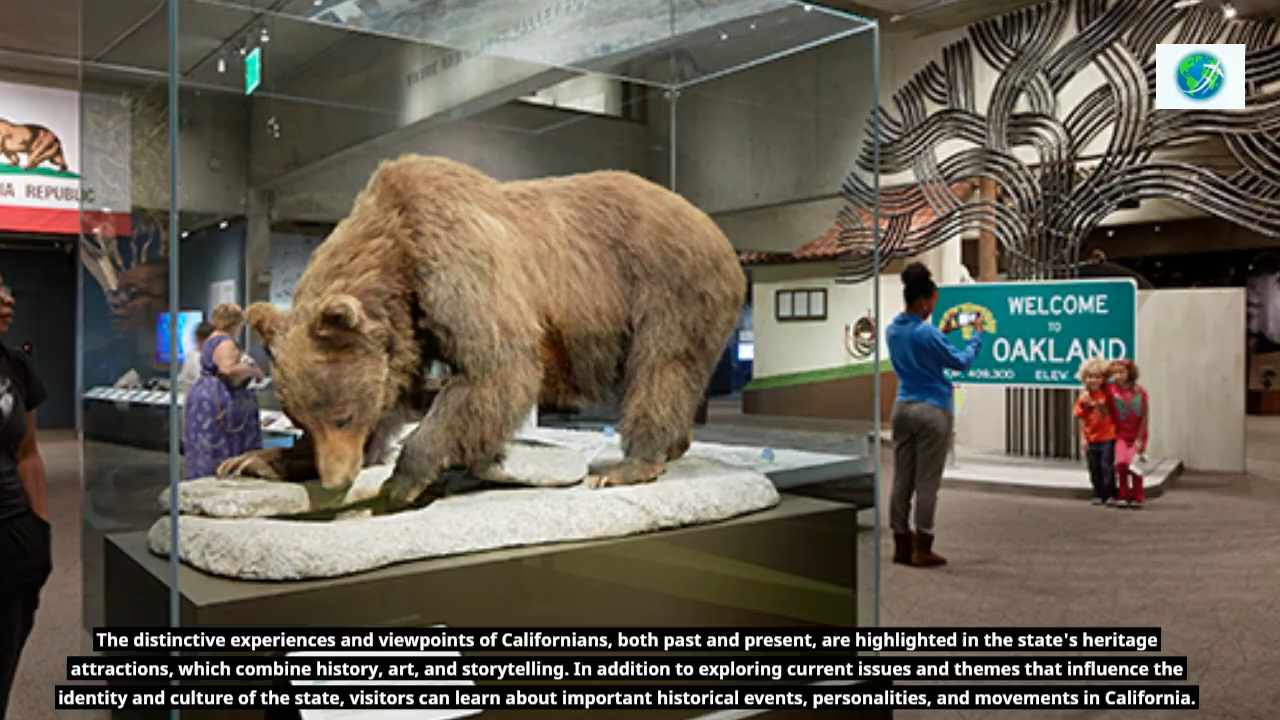 IA REPUBLIC
WELCOME
TO
OAKLAND
ELEV.
The distinctive experiences and viewpoints of Californians, both past and present, are highlighted in the state's heritage
attractions, which combine history, art, and storytelling. In addition to exploring current issues and themes that influence the
identity and culture of the state, visitors can learn about important historical events, personalities, and movements in California.